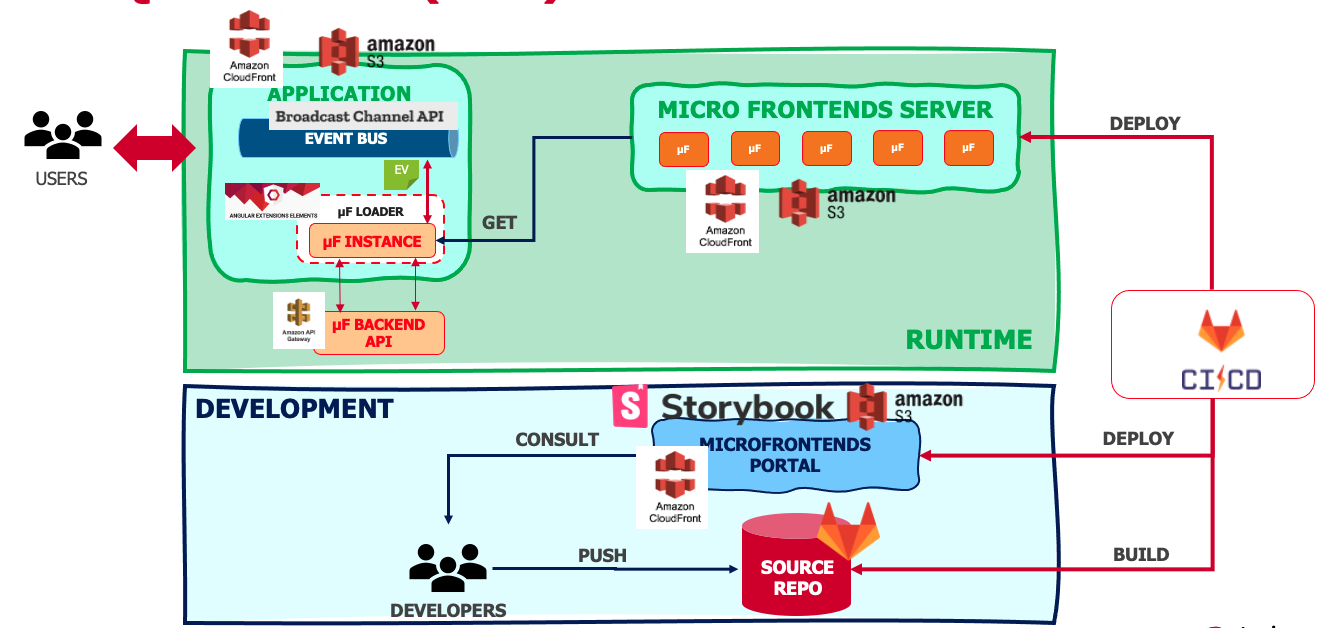 Amazon
CloudFront
amazon
S3
APPLICATION
Broadcast Channel API
EVENT BUS
EV
ANGULAR EXTENSIONS ELEMENTS
µF LOADER
µF INSTANCE
GET
Amazon API
Gateway
µF BACKEND
API
USERS
MICRO FRONTENDS SERVER
µF
µF
µF
µF
µF
Amazon
CloudFront
amazon
S3
RUNTIME
DEPLOY
CI/CD
DEVELOPMENT
S
Storybook
amazon
S3
MICROFRONTENDS
PORTAL
Amazon
CloudFront
CONSULT
DEPLOY
PUSH
SOURCE
REPO
BUILD
DEVELOPERS